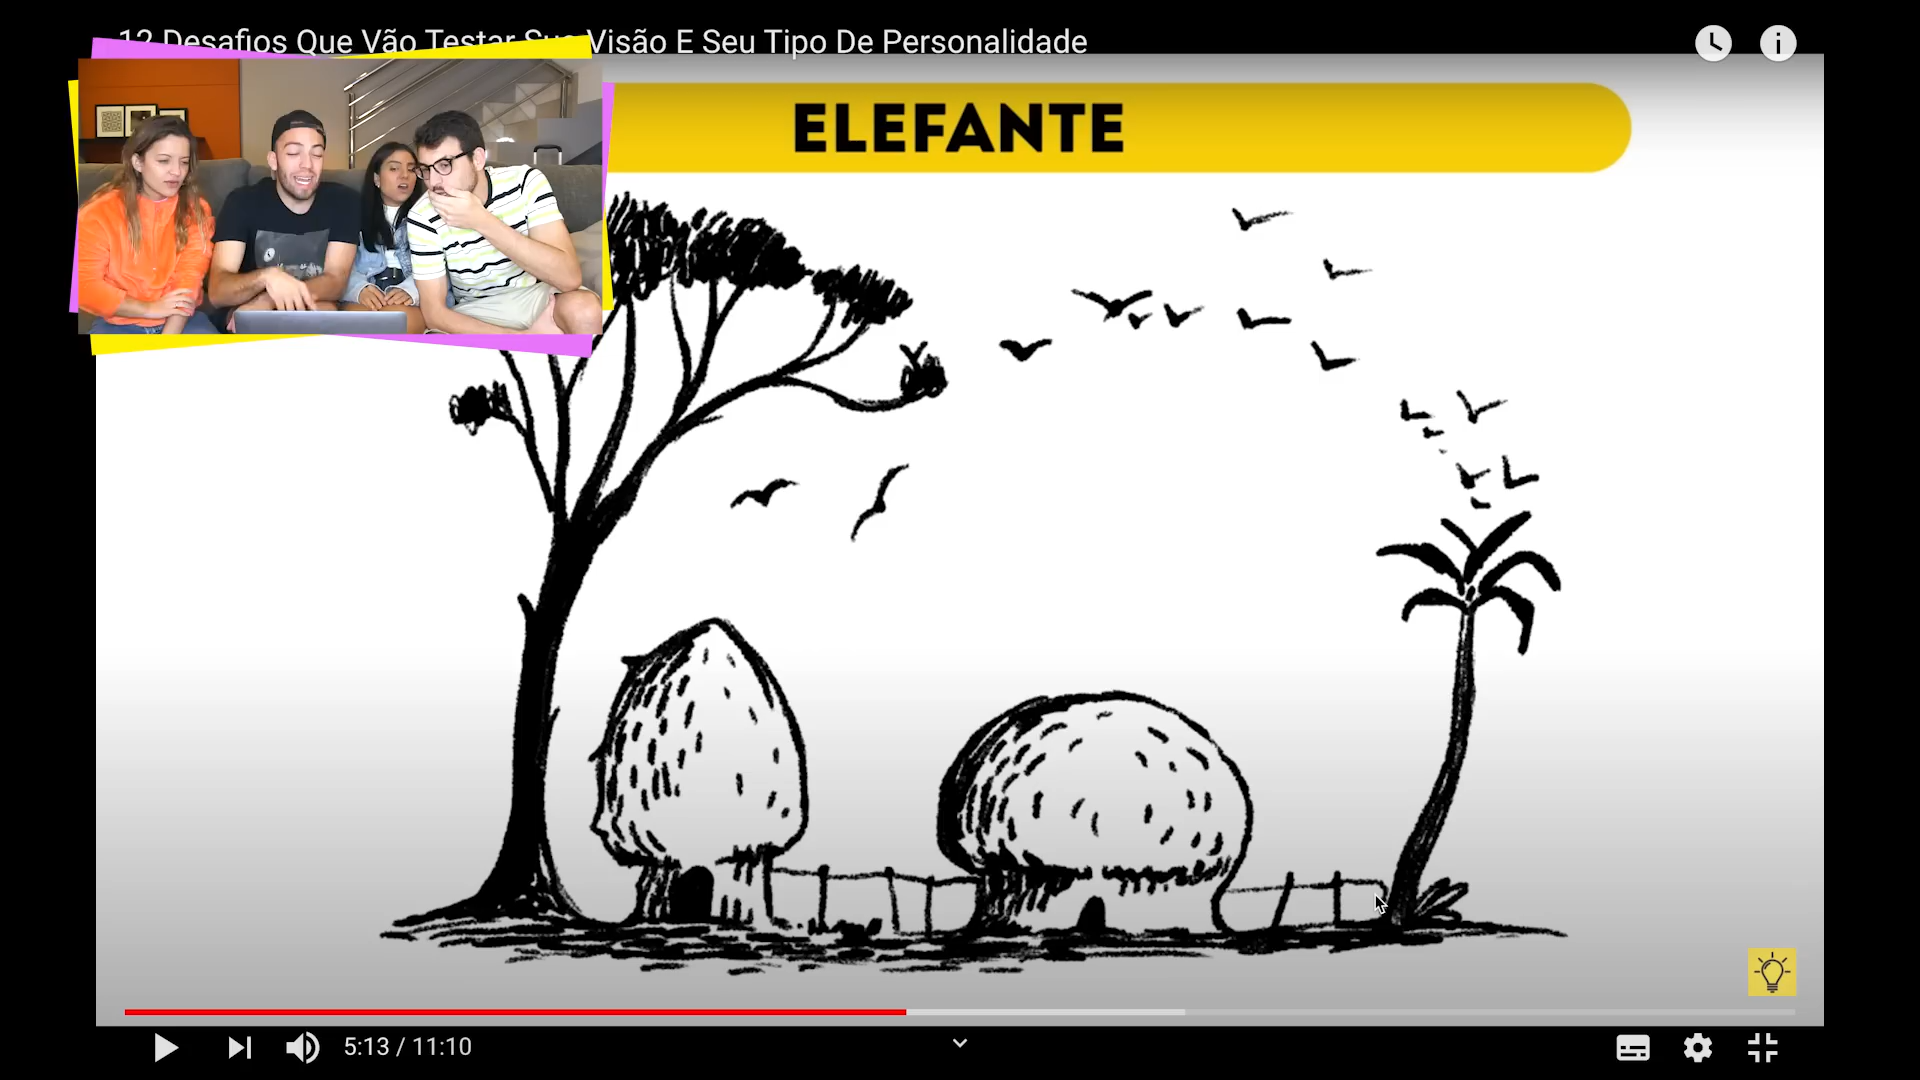 12 Desafios Que Vão Testar Sua Visão E Seu Tipo De Personalidade
ELEFANTE
5:13 / 11:10